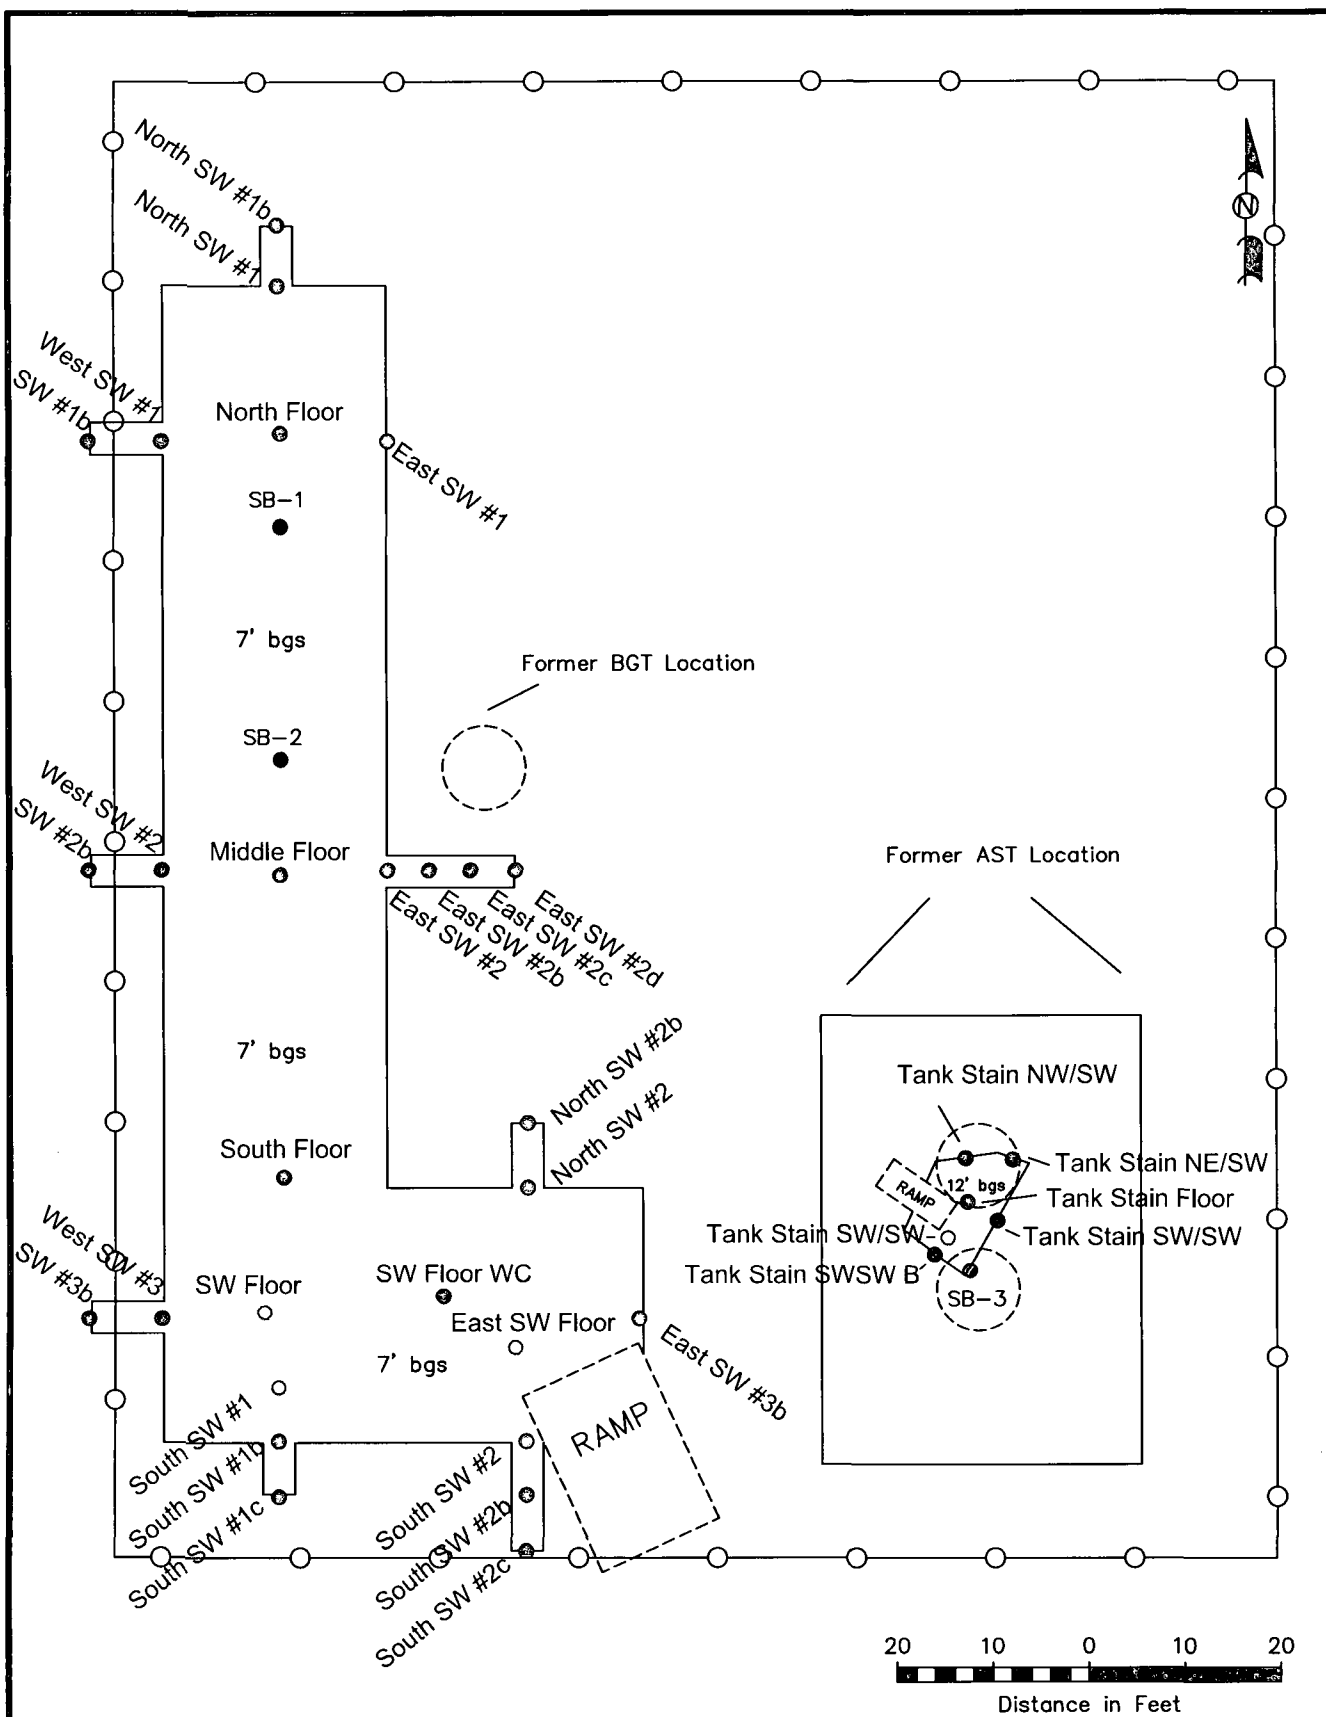 North SW #1b
North SW #1
N
West SW #1
SW #1b
North Floor
East SW #1
SB-1
7' bgs
Former BGT Location
SB-2
West SW #2
SW #2b
Middle Floor
Former AST Location
East SW #2
East SW #2b
East SW #2c
East SW #2d
7' bgs
North SW #2b
North SW #2
Tank Stain NW/SW
South Floor
Tank Stain NE/SW
12' bgs
RAMP
Tank Stain Floor
Tank Stain SW/SW
Tank Stain SW/SW
Tank Stain SWSW B
West SW #3
SW #3b
SW Floor
SW Floor WC
SB-3
East SW Floor
7' bgs
East SW #3b
RAMP
South SW #1
South SW #1b
South SW #1c
South SW #2
South SW #2b
South SW #2c
20 10 0 10 20
Distance in Feet